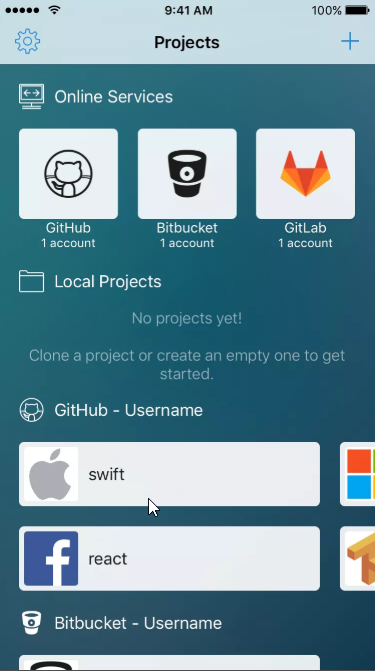 9:41 AM
100%
Projects
Online Services
GitHub
Bitbucket
GitLab
1 account
1 account
1 account
Local Projects
No projects yet!
Clone a project or create an empty one to get
started.
GitHub - Username
swift
react
Bitbucket - Username